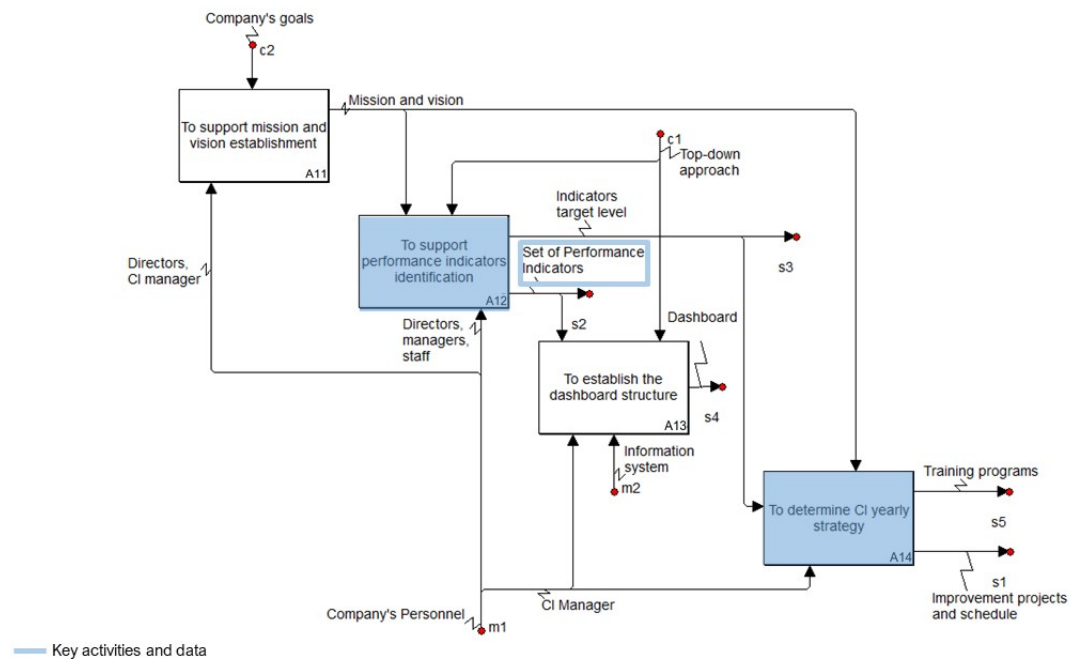 Company's goals
c2
Mission and vision
To support mission and
vision establishment
A11
c1
Top-down
approach
Indicators
target level
s3
To support
performance indicators
identification
A12
Set of Performance
Indicators
s2
Directors,
CI manager
Directors,
managers,
staff
Dashboard
To establish the
dashboard structure
A13
s4
Information
system
m2
To determine CI yearly
strategy
A14
Training programs
s5
s1
Improvement projects
and schedule
CI Manager
Company's Personnel
m1
Key activities and data